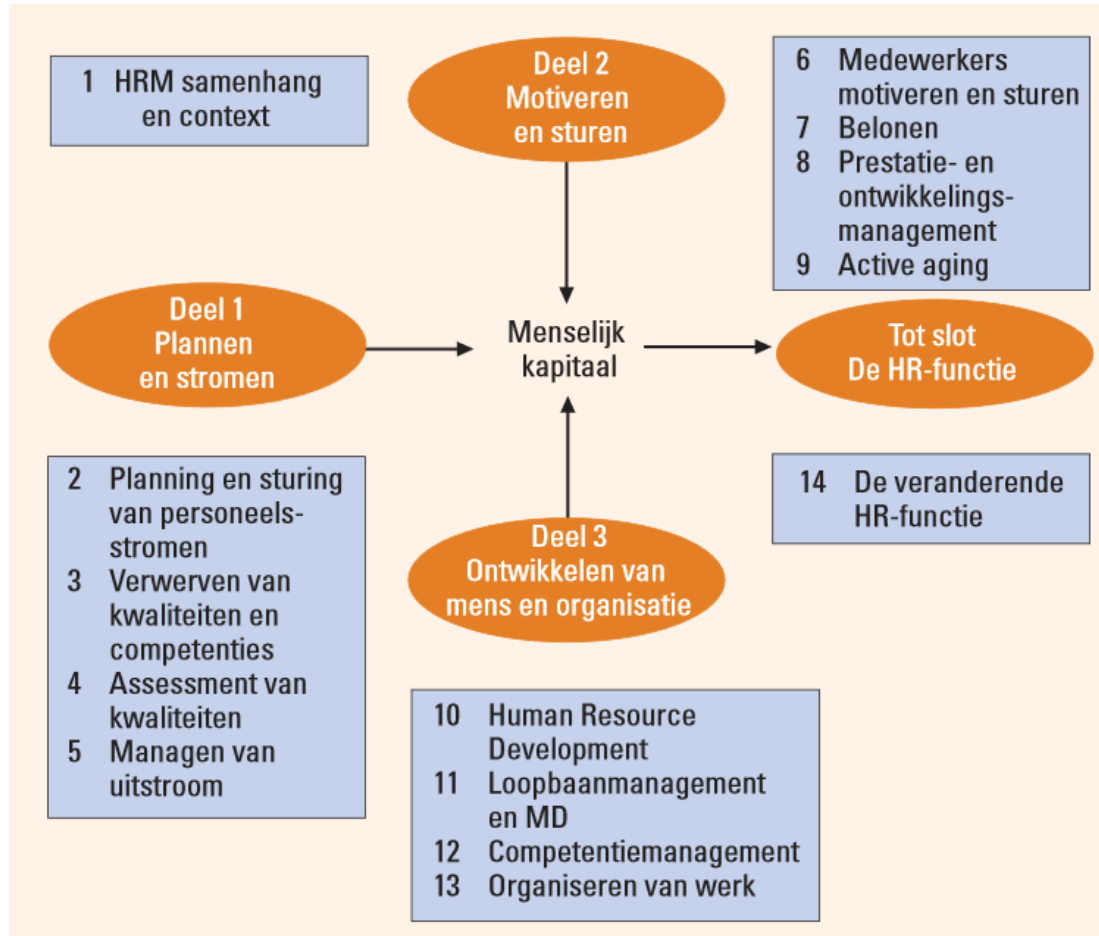 1 HRM samenhang
en context
Deel 2
Motiveren
en sturen
6 Medewerkers
motiveren en sturen
7 Belonen
8 Prestatie- en
ontwikkelings-
management
9 Active aging
Deel 1
Plannen
en stromen
Menselijk
kapitaal
Tot slot
De HR-functie
2 Planning en sturing
van personeels-
stromen
3 Verwerven van
kwaliteiten en
competenties
4 Assessment van
kwaliteiten
5 Managen van
uitstroom
Deel 3
Ontwikkelen van
mens en organisatie
14 De veranderende
HR-functie
10 Human Resource
Development
11 Loopbaanmanagement
en MD
12 Competentiemanagement
13 Organiseren van werk